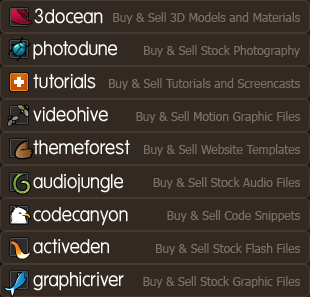 3docean Buy & Sell 3D Models and Materials
photodune Buy & Sell Stock Photography
tutorials Buy & Sell Tutorials and Screencasts
videohive Buy & Sell Motion Graphic Files
themeforest Buy & Sell Website Templates
audiojungle Buy & Sell Stock Audio Files
codecanyon Buy & Sell Code Snippets
activeden Buy & Sell Stock Flash Files
graphicriver Buy & Sell Stock Graphic Files